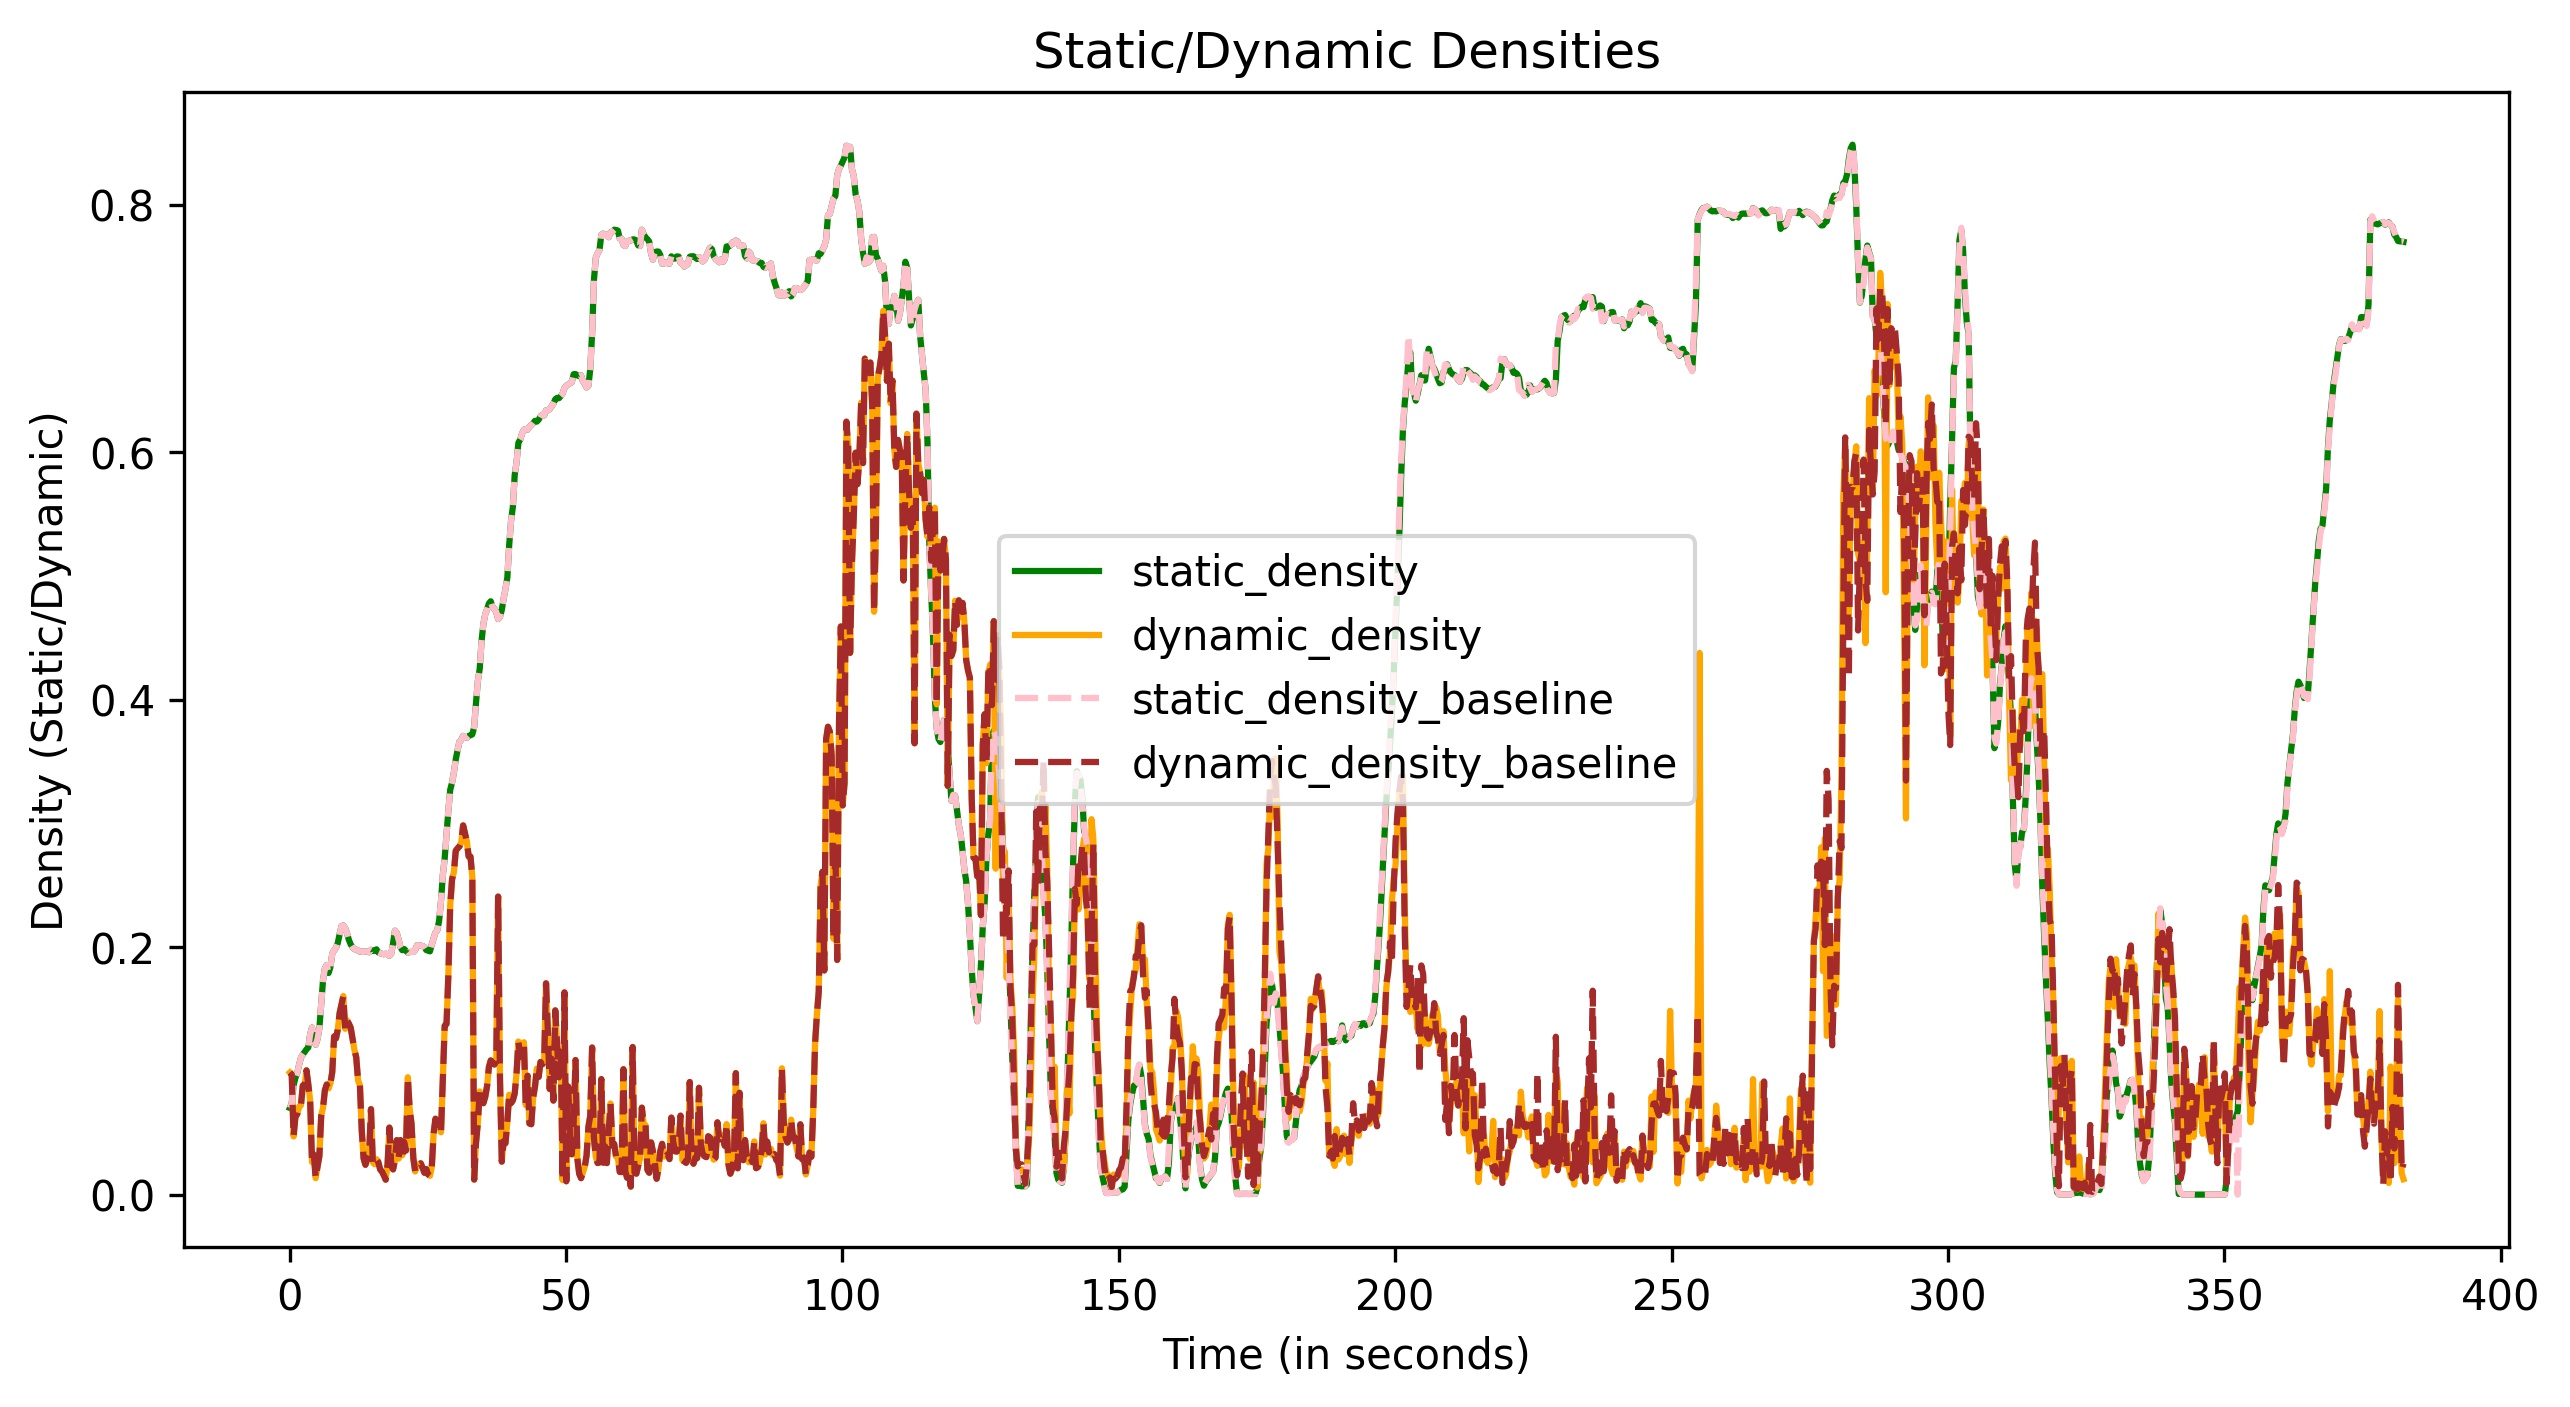 Static/Dynamic Densities
Density (Static/Dynamic)
0.8
0.6
0.4
0.2
0.0
static_density
dynamic_density
static_density_baseline
dynamic_density_baseline
0 50 100 150 200 250 300 350 400
Time (in seconds)